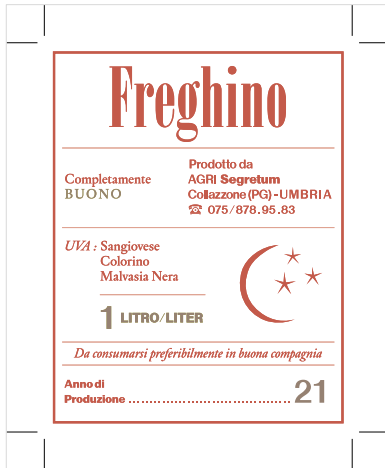 Freghino
Completamente
BUONO
Prodotto da
AGRI Segretum
Collazzone (PG) - UMBRIA
☎ 075/878.95.83
UVA : Sangiovese
Colorino
Malvasia Nera
1 LITRO/LITER
Da consumarsi preferibilmente in buona compagnia
Anno di
Produzione .............................. 21